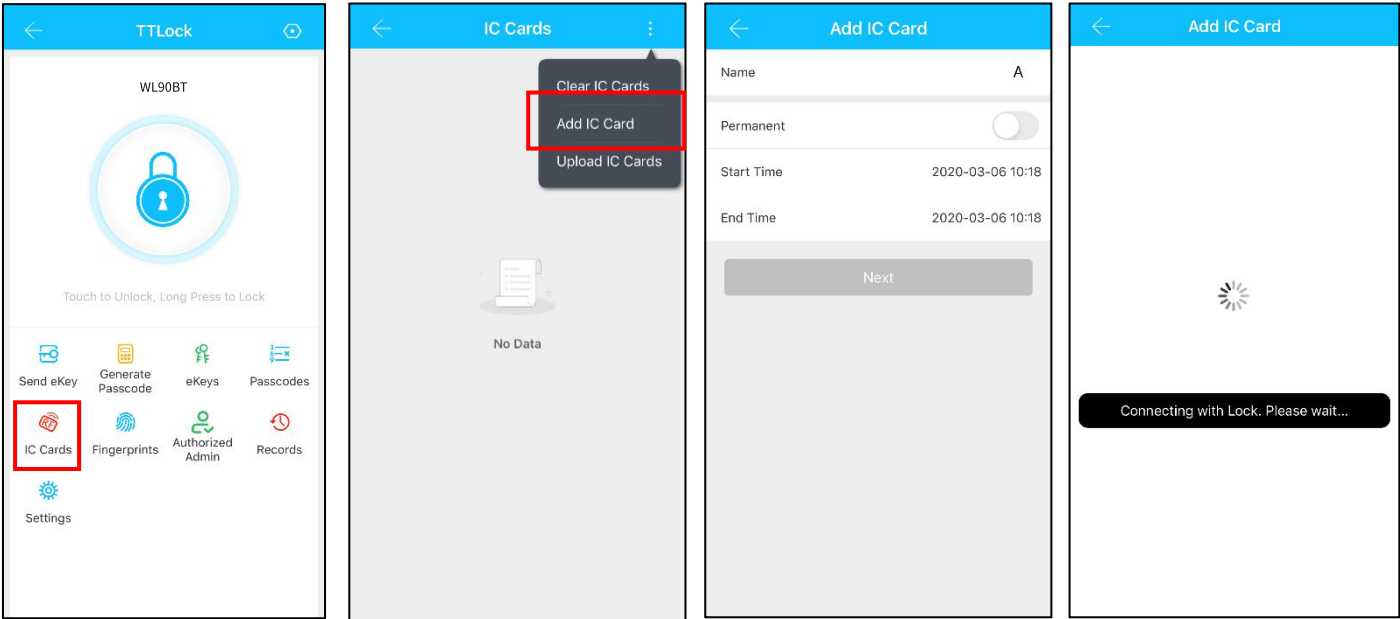 TTLock
WL90BT
Touch to Unlock, Long Press to Lock
Send eKey
Generate
Passcode
eKeys
Passcodes
RF
IC Cards
Fingerprints
Authorized
Admin
Records
Settings
IC Cards
Clear IC Cards
Add IC Card
Upload IC Cards
No Data
Add IC Card
Name A
Permanent
Start Time 2020-03-06 10:18
End Time 2020-03-06 10:18
Next
Add IC Card
Connecting with Lock. Please wait...